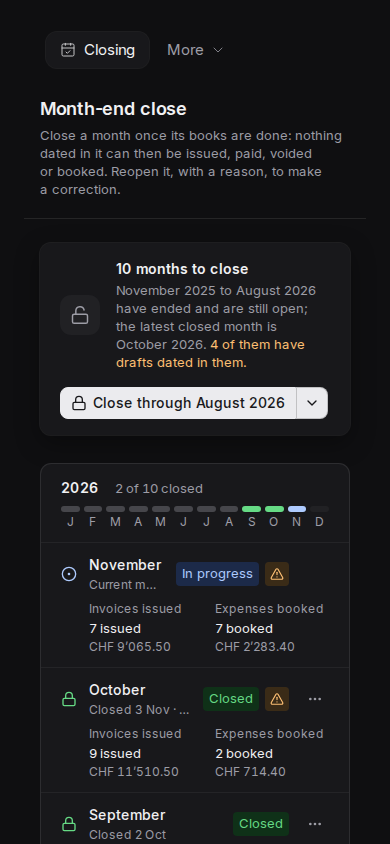 Closing More
Month-end close
Close a month once its books are done: nothing
dated in it can then be issued, paid, voided
or booked. Reopen it, with a reason, to make
a correction.
10 months to close
November 2025 to August 2026
have ended and are still open;
the latest closed month is
October 2026. 4 of them have
drafts dated in them.
Close through August 2026
2026 2 of 10 closed
J F M A M J J A S O N D
November In progress
Current m...
Invoices issued Expenses booked
7 issued 7 booked
CHF 9’065.50 CHF 2’283.40
October Closed
Closed 3 Nov · ...
Invoices issued Expenses booked
9 issued 2 booked
CHF 11’510.50 CHF 714.40
September Closed
Closed 2 Oct